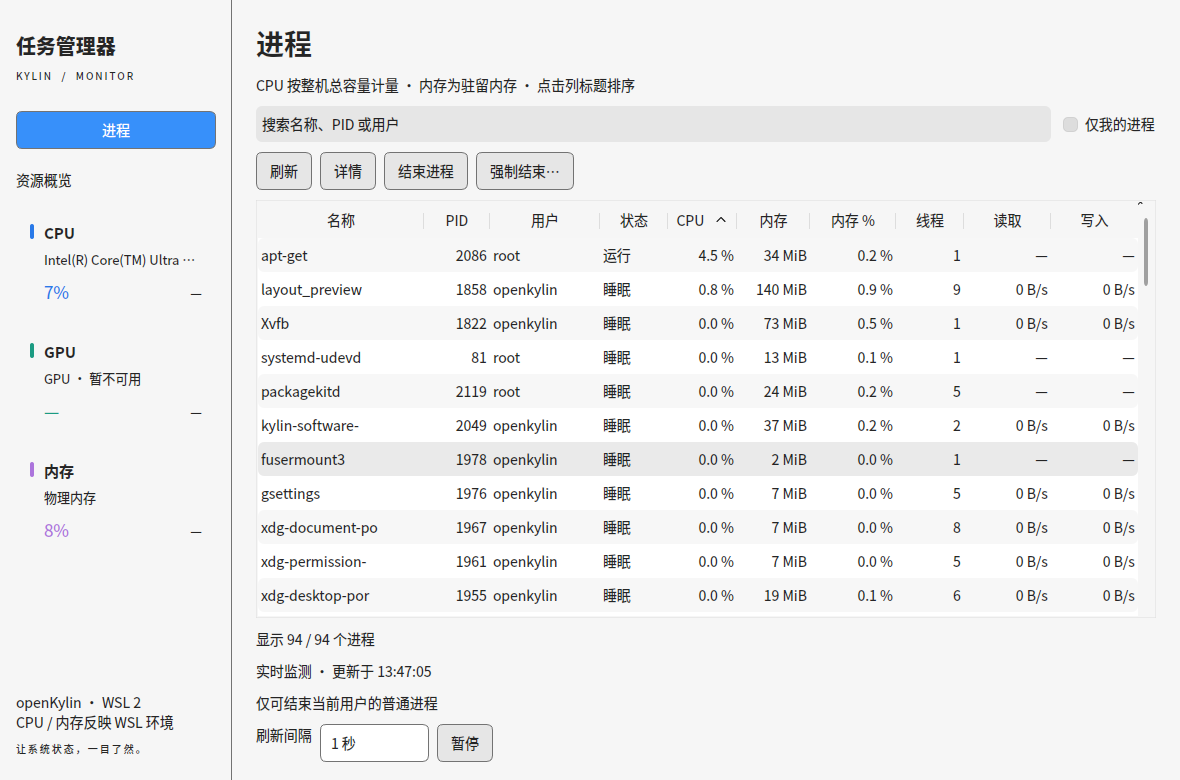 任务管理器
KYLIN / MONITOR
进程
资源概览
CPU
Intel(R) Core(TM) Ultra ···
7% —
GPU
GPU · 暂不可用
— —
内存
物理内存
8% —
openKylin · WSL 2
CPU / 内存反映 WSL 环境
让系统状态，一目了然。
进程
CPU 按整机总容量计量 · 内存为驻留内存 · 点击列标题排序
搜索名称、PID 或用户 仅我的进程
刷新 详情 结束进程 强制结束···
名称 PID 用户 状态 CPU 内存 内存 % 线程 读取 写入
apt-get 2086 root 运行 4.5 % 34 MiB 0.2 % 1 — —
layout_preview 1858 openkylin 睡眠 0.8 % 140 MiB 0.9 % 9 0 B/s 0 B/s
Xvfb 1822 openkylin 睡眠 0.0 % 73 MiB 0.5 % 1 0 B/s 0 B/s
systemd-udevd 81 root 睡眠 0.0 % 13 MiB 0.1 % 1 — —
packagekitd 2119 root 睡眠 0.0 % 24 MiB 0.2 % 5 — —
kylin-software- 2049 openkylin 睡眠 0.0 % 37 MiB 0.2 % 2 0 B/s 0 B/s
fusermount3 1978 openkylin 睡眠 0.0 % 2 MiB 0.0 % 1 — —
gsettings 1976 openkylin 睡眠 0.0 % 7 MiB 0.0 % 5 0 B/s 0 B/s
xdg-document-po 1967 openkylin 睡眠 0.0 % 7 MiB 0.0 % 8 0 B/s 0 B/s
xdg-permission- 1961 openkylin 睡眠 0.0 % 7 MiB 0.0 % 5 0 B/s 0 B/s
xdg-desktop-por 1955 openkylin 睡眠 0.0 % 19 MiB 0.1 % 6 0 B/s 0 B/s
显示 94 / 94 个进程
实时监测 · 更新于 13:47:05
仅可结束当前用户的普通进程
刷新间隔 1 秒 暂停